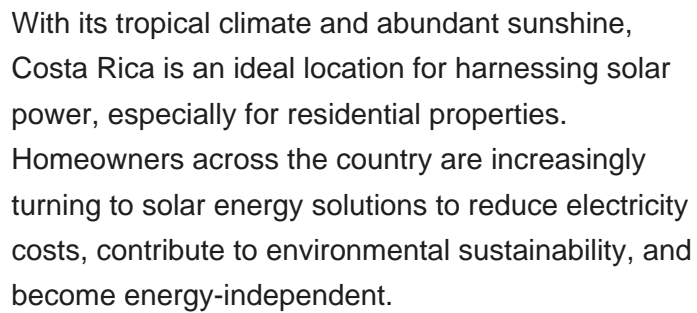 With its tropical climate and abundant sunshine,
Costa Rica is an ideal location for harnessing solar
power, especially for residential properties.
Homeowners across the country are increasingly
turning to solar energy solutions to reduce electricity
costs, contribute to environmental sustainability, and
become energy-independent.